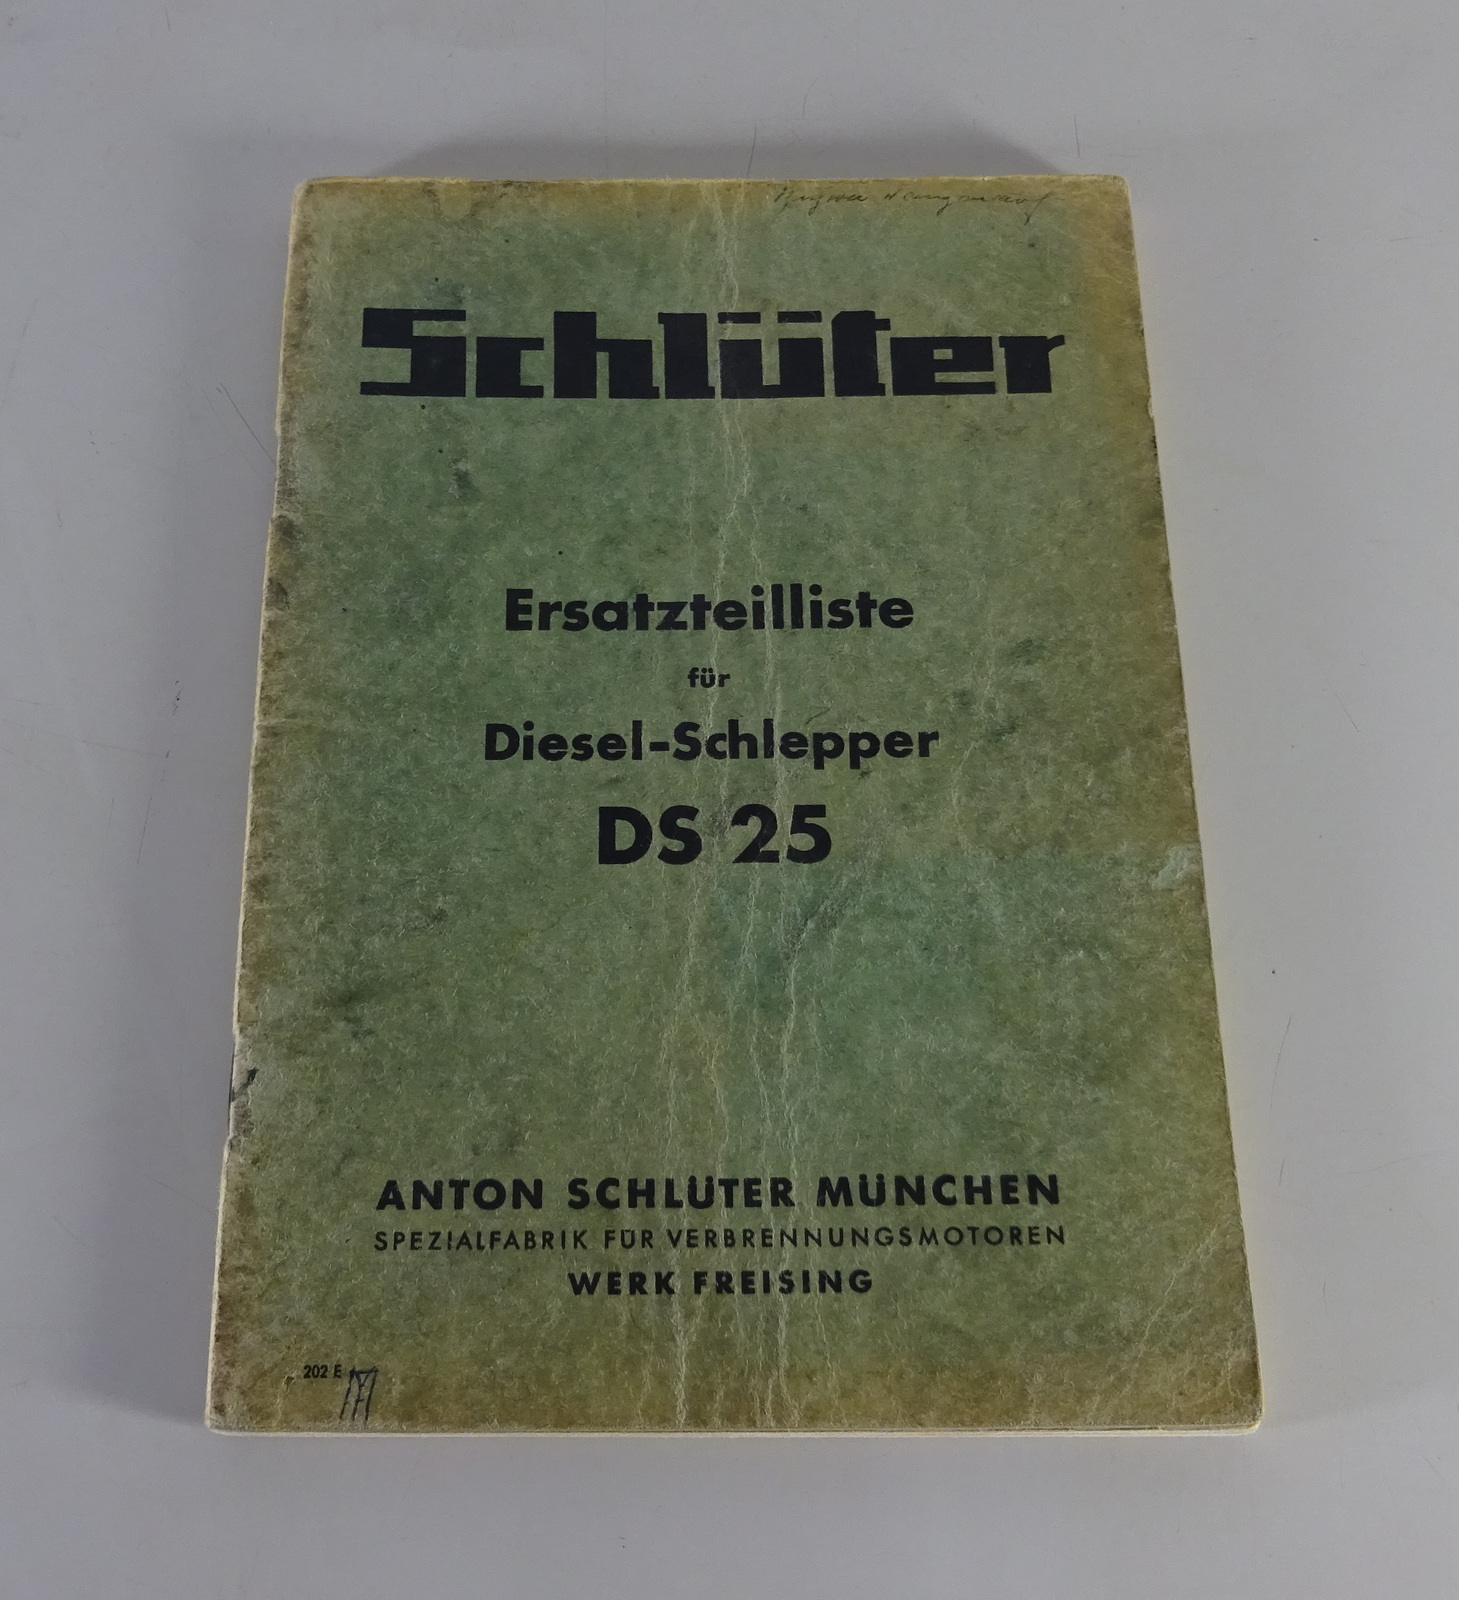 Schlüter
Ersatzteilliste
für
Diesel-Schlepper
DS 25
ANTON SCHLÜTER MÜNCHEN
SPEZIALFABRIK FÜR VERBRENNUNGSMOTOREN
WERK FREISING
202 E